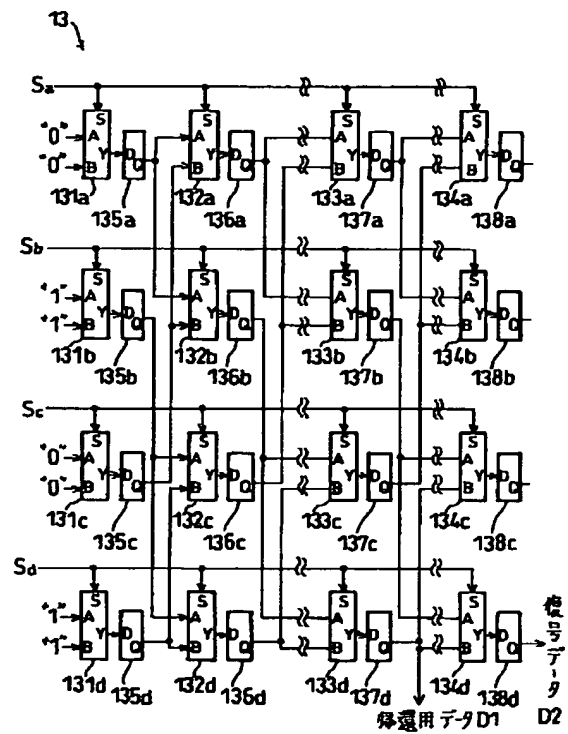 13
Sa
S S S S
"0" A A A A
Y D Y D Y D Y D
"0" B Q B Q B Q B Q
131a 135a 132a 136a 133a 137a 134a 138a
Sb
S S S S
"1" A A A A
Y D Y D Y D Y D
"1" B Q B Q B Q B Q
131b 135b 132b 136b 133b 137b 134b 138b
Sc
S S S S
"0" A A A A
Y D Y D Y D Y D
"0" B Q B Q B Q B Q
131c 135c 132c 136c 133c 137c 134c 138c
Sd
S S S S
"1" A A A A
Y D Y D Y D Y D
"1" B Q B Q B Q B Q
131d 135d 132d 136d 133d 137d 134d 138d
帰還用データD1
復号データ
D2